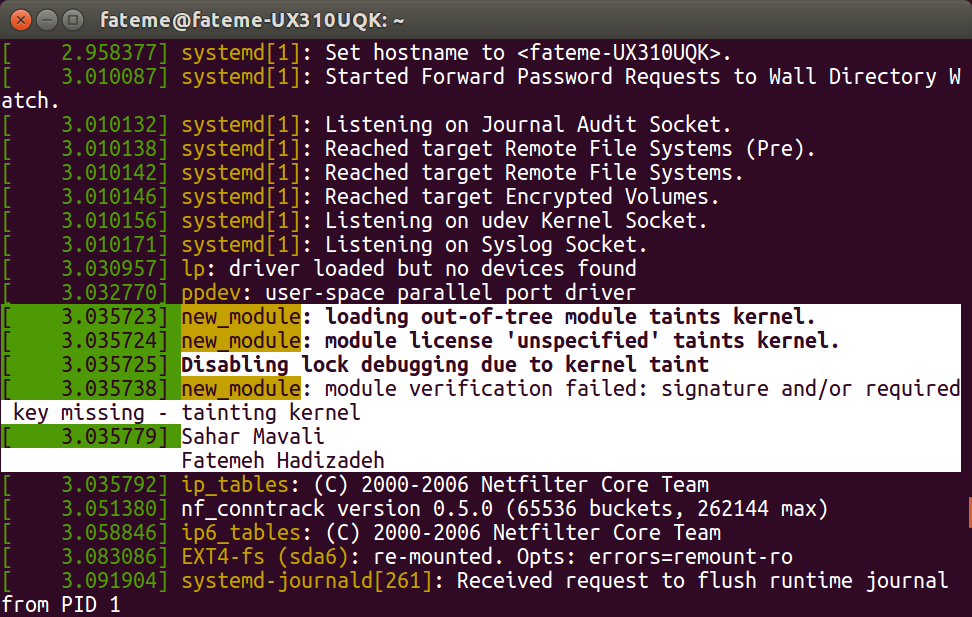 fateme@fateme-UX310UQK: ~
[    2.958377] systemd[1]: Set hostname to <fateme-UX310UQK>.
[    3.010087] systemd[1]: Started Forward Password Requests to Wall Directory W
atch.
[    3.010132] systemd[1]: Listening on Journal Audit Socket.
[    3.010138] systemd[1]: Reached target Remote File Systems (Pre).
[    3.010142] systemd[1]: Reached target Remote File Systems.
[    3.010146] systemd[1]: Reached target Encrypted Volumes.
[    3.010156] systemd[1]: Listening on udev Kernel Socket.
[    3.010171] systemd[1]: Listening on Syslog Socket.
[    3.030957] lp: driver loaded but no devices found
[    3.032770] ppdev: user-space parallel port driver
[    3.035723] new_module: loading out-of-tree module taints kernel.
[    3.035724] new_module: module license 'unspecified' taints kernel.
[    3.035725] Disabling lock debugging due to kernel taint
[    3.035738] new_module: module verification failed: signature and/or required
 key missing - tainting kernel
[    3.035779] Sahar Mavali
               Fatemeh Hadizadeh
[    3.035792] ip_tables: (C) 2000-2006 Netfilter Core Team
[    3.051380] nf_conntrack version 0.5.0 (65536 buckets, 262144 max)
[    3.058846] ip6_tables: (C) 2000-2006 Netfilter Core Team
[    3.083086] EXT4-fs (sda6): re-mounted. Opts: errors=remount-ro
[    3.091904] systemd-journald[261]: Received request to flush runtime journal
from PID 1